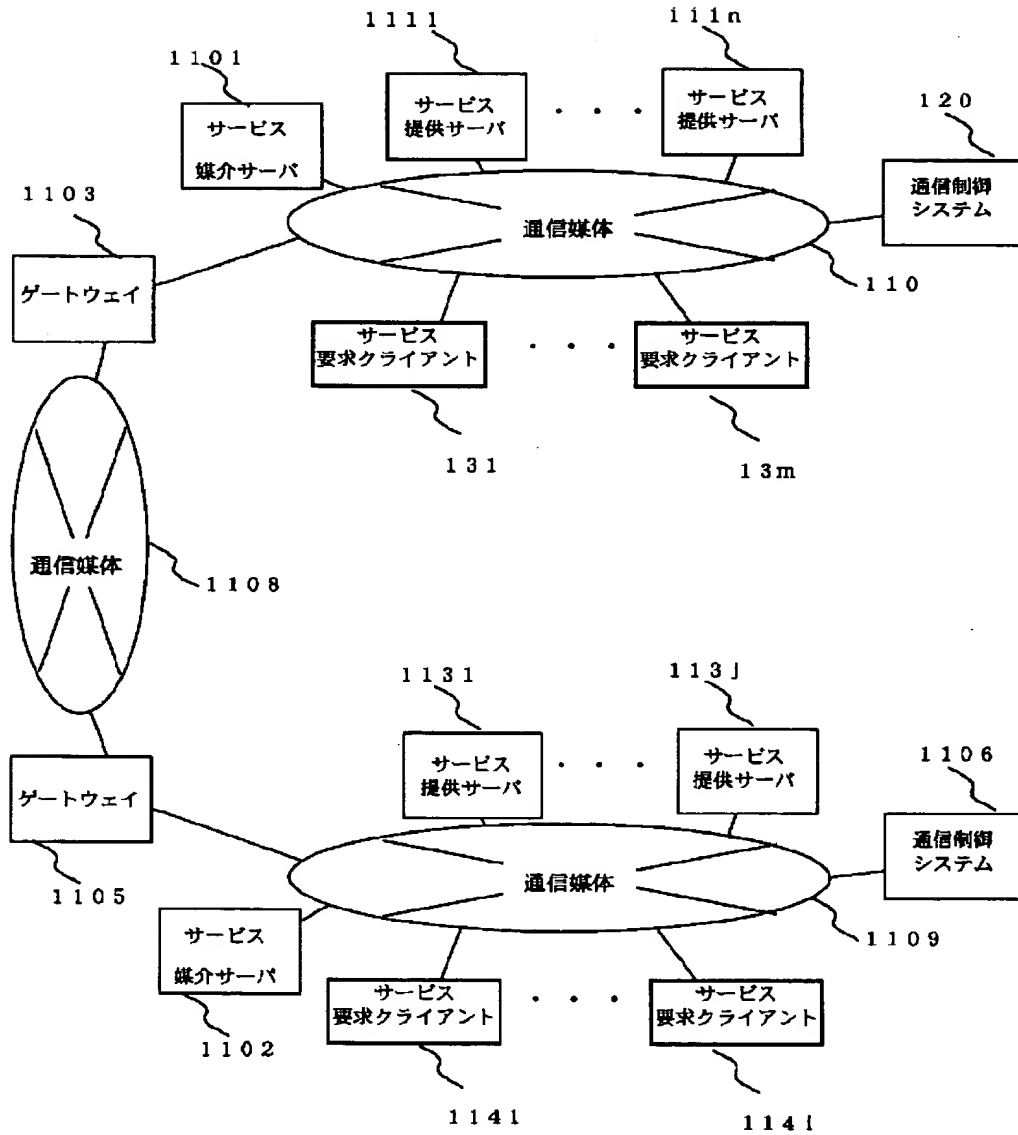 1111
111n
1101
サービス
提供サーバ
・・・
サービス
提供サーバ
120
サービス
媒介サーバ
通信制御
システム
1103
通信媒体
ゲートウェイ
110
サービス
要求クライアント
・・・
サービス
要求クライアント
131
13m
通信媒体
1108
1131
113j
サービス
提供サーバ
・・・
サービス
提供サーバ
1106
ゲートウェイ
通信制御
システム
通信媒体
1105
サービス
媒介サーバ
1109
サービス
要求クライアント
・・・
サービス
要求クライアント
1102
1141
114l